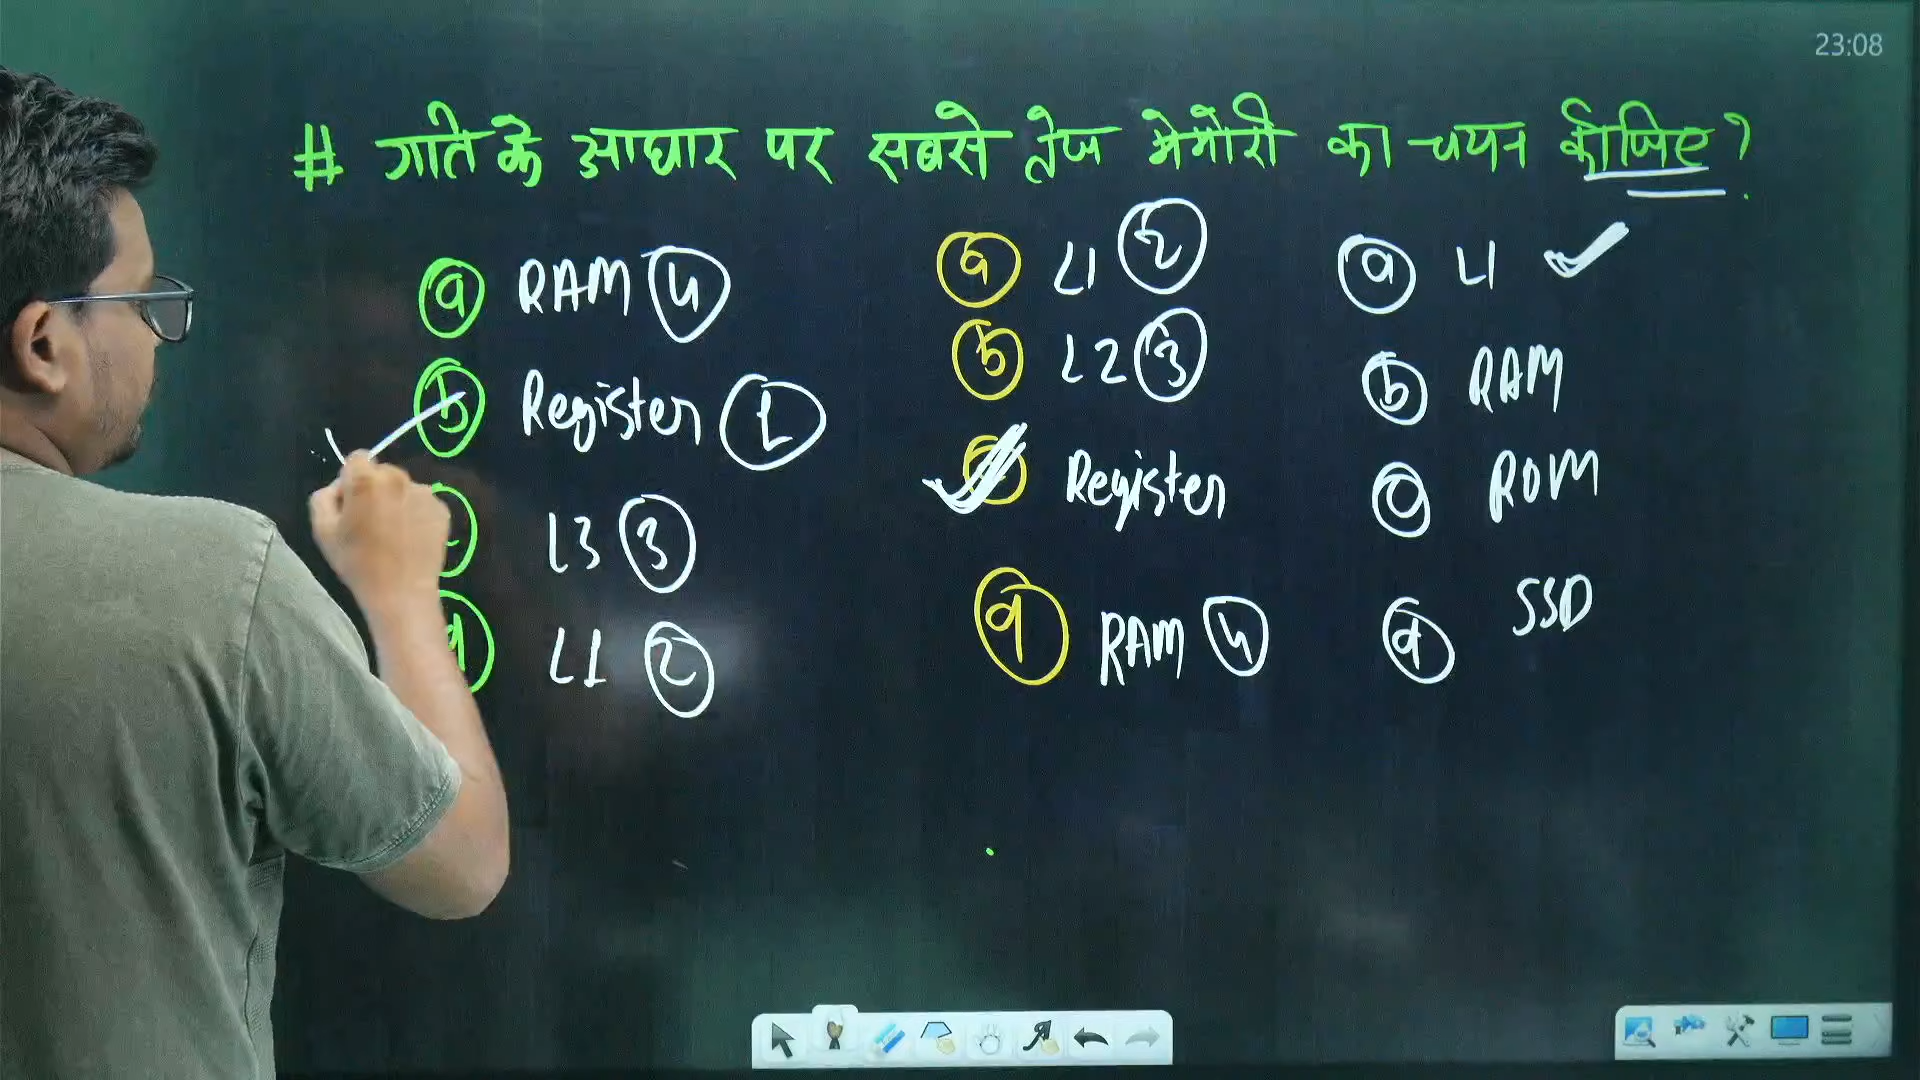 23:08
# गति के आधार पर सबसे तेज मेमोरी का चयन कीजिए ?
a RAM 4
b Register 1
L3 3
d L1 2
a L1 2
b L2 3
Register
d RAM 4
a L1 ✓
b RAM
c ROM
d SSD